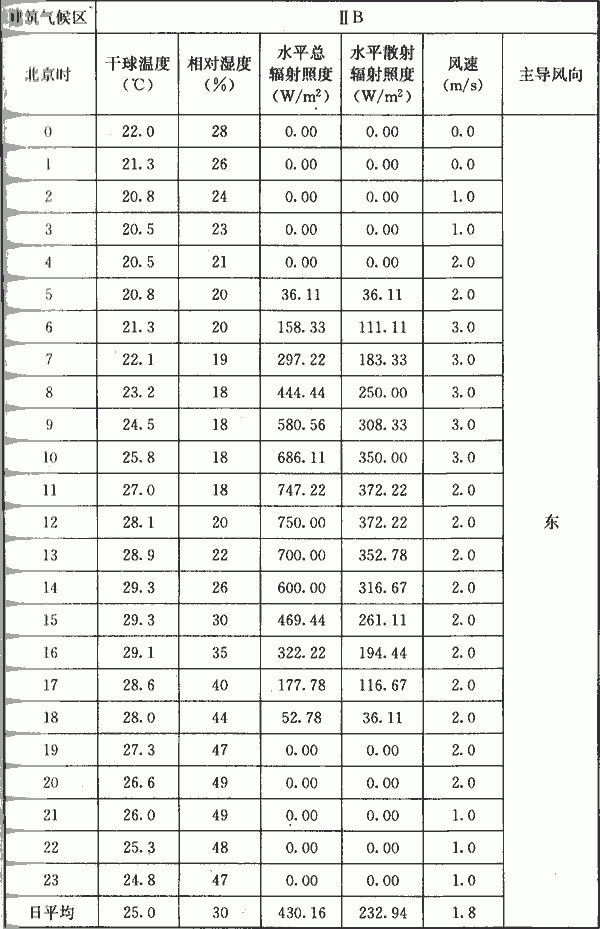 建筑气候区 ⅡB
北京时 干球温度(℃) 相对湿度(%) 水平总辐射照度(W/m²) 水平散射辐射照度(W/m²) 风速(m/s) 主导风向
0 22.0 28 0.00 0.00 0.0
1 21.3 26 0.00 0.00 0.0
2 20.8 24 0.00 0.00 1.0
3 20.5 23 0.00 0.00 1.0
4 20.5 21 0.00 0.00 2.0
5 20.8 20 36.11 36.11 2.0
6 21.3 20 158.33 111.11 3.0
7 22.1 19 297.22 183.33 3.0
8 23.2 18 444.44 250.00 3.0
9 24.5 18 580.56 308.33 3.0
10 25.8 18 686.11 350.00 3.0
11 27.0 18 747.22 372.22 2.0
12 28.1 20 750.00 372.22 2.0 东
13 28.9 22 700.00 352.78 2.0
14 29.3 26 600.00 316.67 2.0
15 29.3 30 469.44 261.11 2.0
16 29.1 35 322.22 194.44 2.0
17 28.6 40 177.78 116.67 2.0
18 28.0 44 52.78 36.11 2.0
19 27.3 47 0.00 0.00 2.0
20 26.6 49 0.00 0.00 2.0
21 26.0 49 0.00 0.00 1.0
22 25.3 48 0.00 0.00 1.0
23 24.8 47 0.00 0.00 1.0
日平均 25.0 30 430.16 232.94 1.8